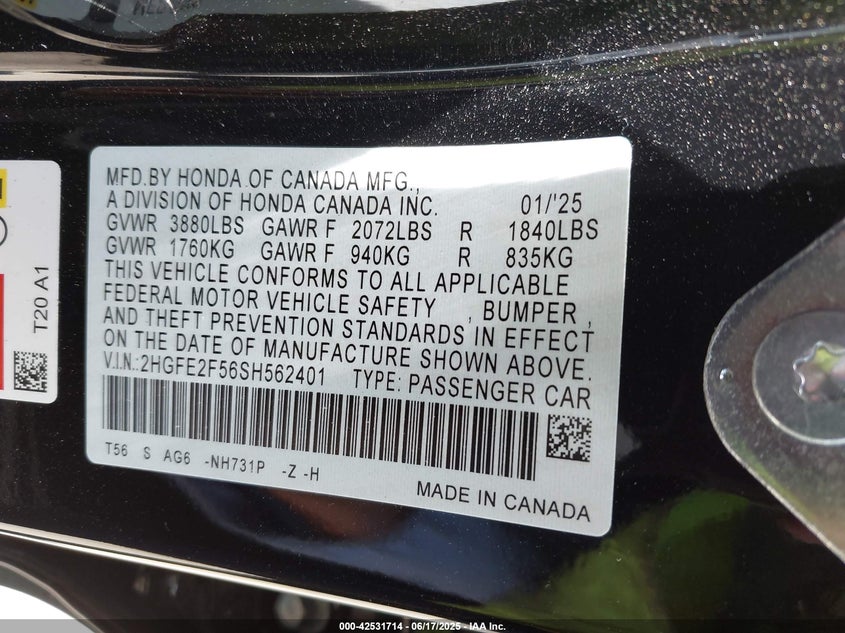 MFD.BY HONDA OF CANADA MFG.,
A DIVISION OF HONDA CANADA INC. 01/'25
GVWR 3880LBS GAWR F 2072LBS R 1840LBS
GVWR 1760KG GAWR F 940KG R 835KG
THIS VEHICLE CONFORMS TO ALL APPLICABLE
FEDERAL MOTOR VEHICLE SAFETY , BUMPER ,
AND THEFT PREVENTION STANDARDS IN EFFECT
ON THE DATE OF MANUFACTURE SHOWN ABOVE.
V.I.N.:2HGFE2F56SH562401 TYPE: PASSENGER CAR
T56 S AG6 -NH731P -Z -H
MADE IN CANADA
T20 A1
000-42531714 - 06/17/2025 - IAA Inc.